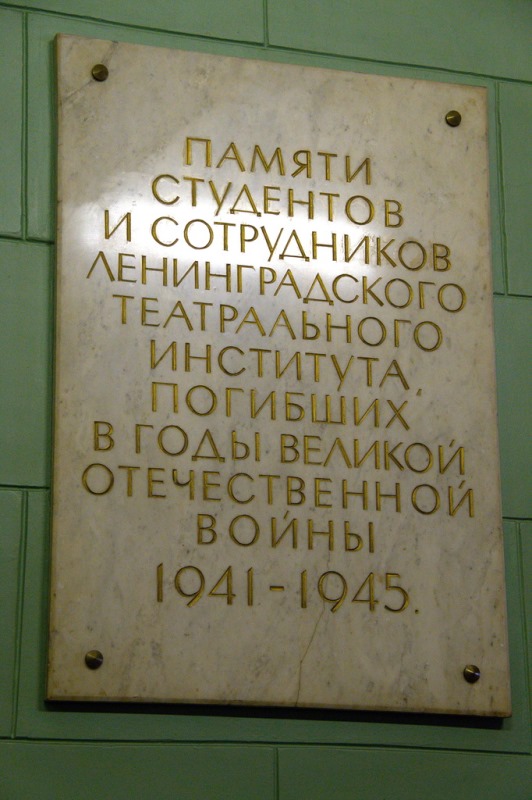 ПАМЯТИ
СТУДЕНТОВ
И СОТРУДНИКОВ
ЛЕНИНГРАДСКОГО
ТЕАТРАЛЬНОГО
ИНСТИТУТА,
ПОГИБШИХ
В ГОДЫ ВЕЛИКОЙ
ОТЕЧЕСТВЕННОЙ
ВОЙНЫ
1941-1945.